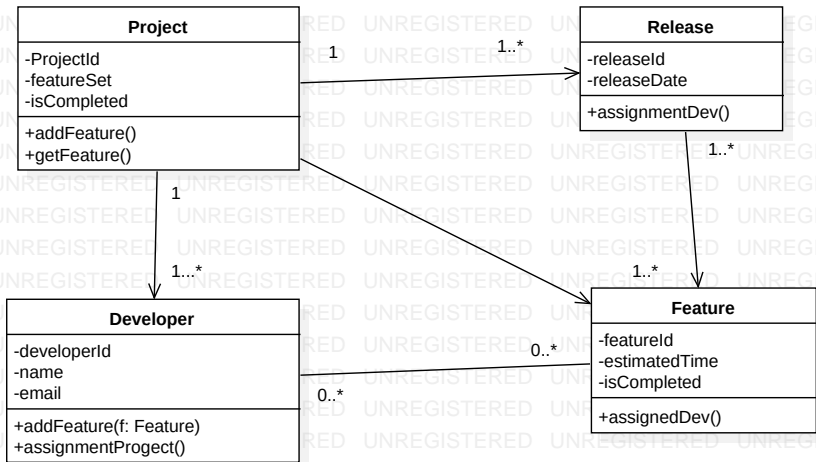 Project
-ProjectId
-featureSet
-isCompleted
+addFeature()
+getFeature()
1
1..*
Release
-releaseId
-releaseDate
+assignmentDev()
1..*
1
1...*
1..*
Developer
-developerId
-name
-email
+addFeature(f: Feature)
+assignmentProgect()
0..*
0..*
Feature
-featureId
-estimatedTime
-isCompleted
+assignedDev()
UNREGISTERED